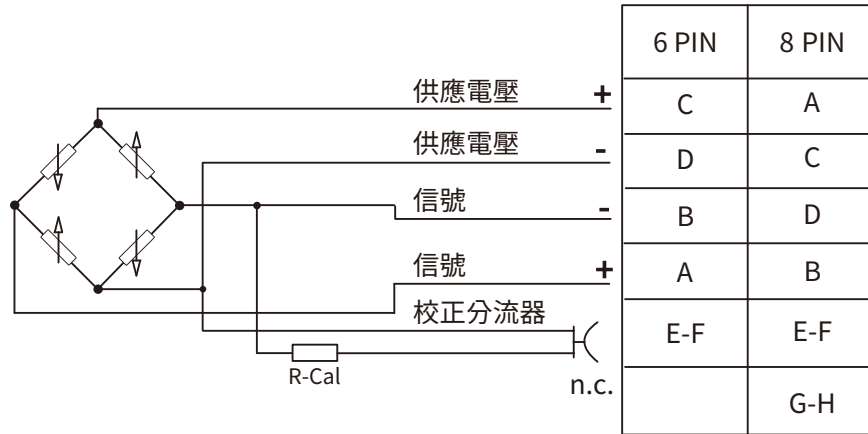 6 PIN 8 PIN
供應電壓 + C A
供應電壓 - D C
信號 - B D
信號 + A B
校正分流器 E-F E-F
R-Cal
n.c. G-H